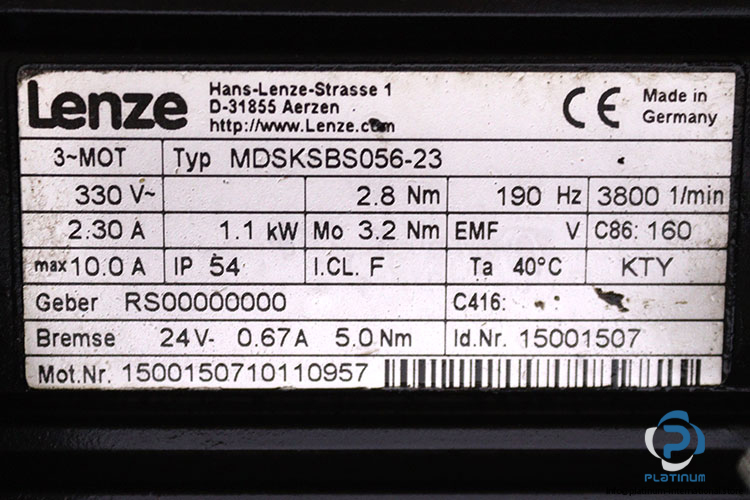 Lenze
Hans-Lenze-Strasse 1
D-31855 Aerzen
http://www.Lenze.com
CE
Made in
Germany
3~MOT Typ MDSKSBS056-23
330 V~ 2.8 Nm 190 Hz 3800 1/min
2.30 A 1.1 kW Mo 3.2 Nm EMF V C86: 160
max 10.0 A IP 54 I.CL. F Ta 40°C KTY
Geber RS00000000 C416:
Bremse 24V- 0.67A 5.0 Nm Id.Nr. 15001507
Mot.Nr. 1500150710110957
PLATINUM